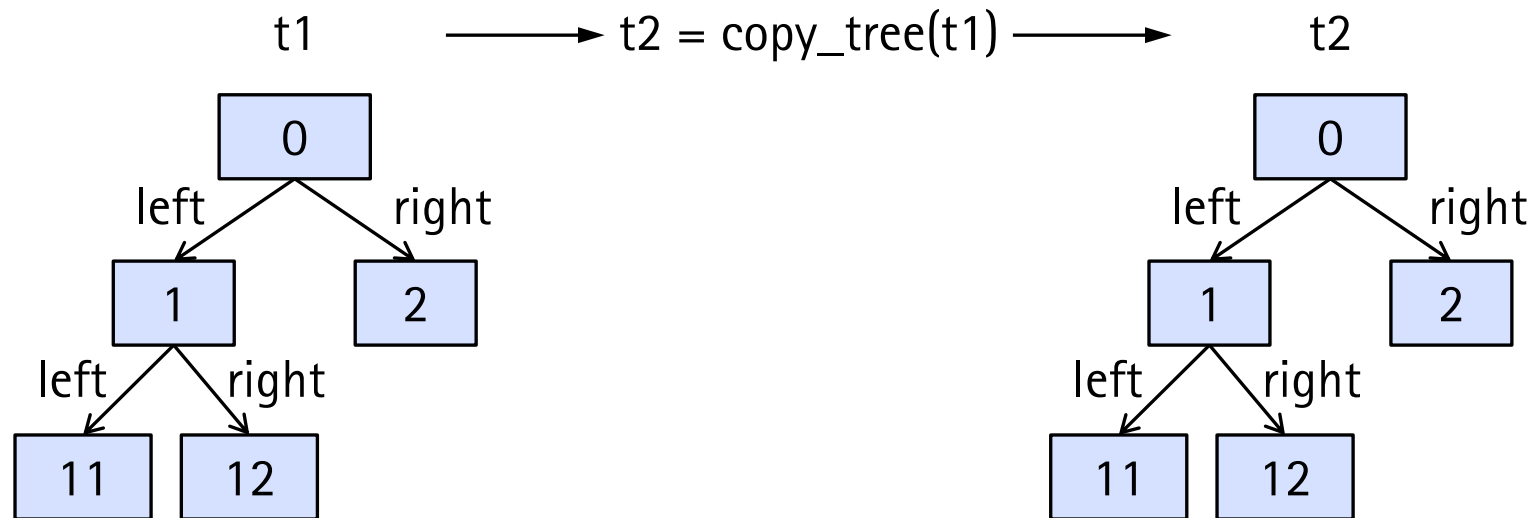 t1 t2 = copy_tree(t1) t2
0 0
left right left right
1 2 1 2
left right left right
11 12 11 12